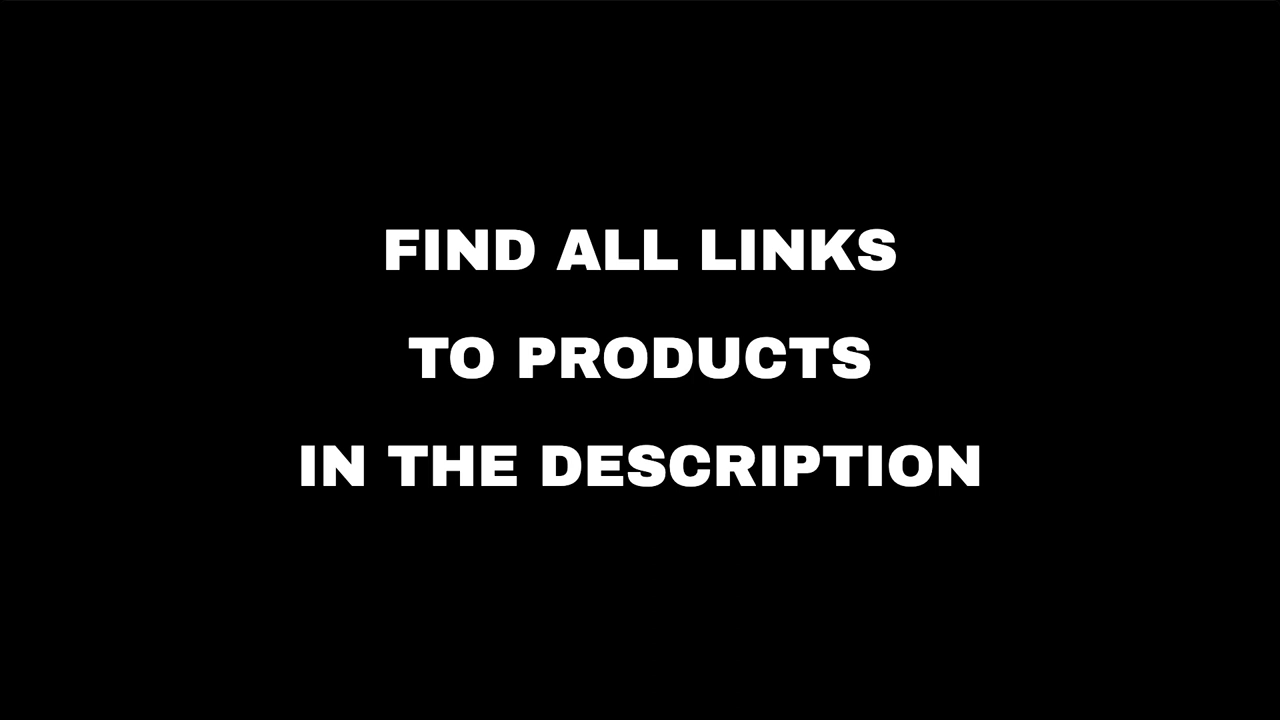 FIND ALL LINKS
TO PRODUCTS
IN THE DESCRIPTION